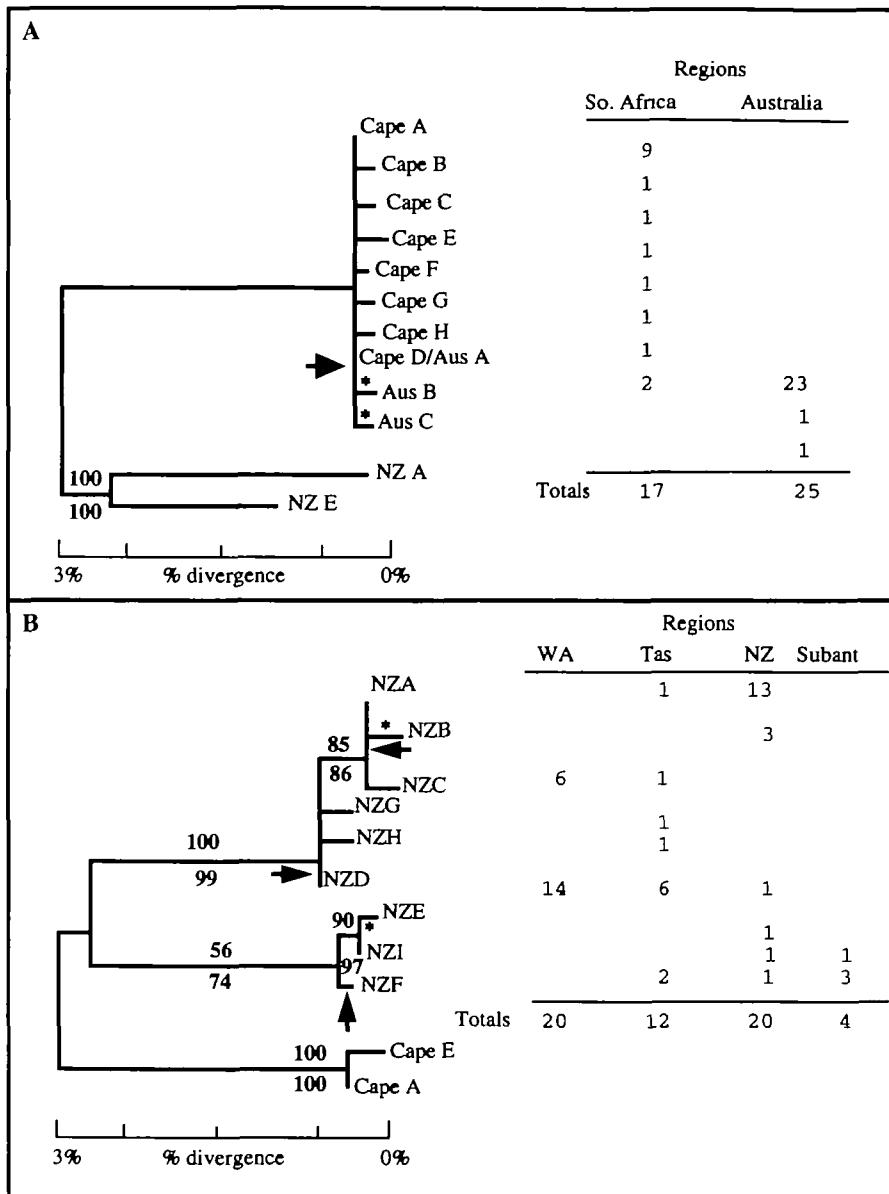 A
Regions
So. Africa Australia
Cape A
9
Cape B
1
Cape C
1
Cape E
1
Cape F
1
Cape G
1
Cape H
1
Cape D/Aus A
2 23
* Aus B
1
* Aus C
1
100 NZ A
100 NZ E
Totals 17 25
3% % divergence 0%
B
Regions
WA Tas NZ Subant
NZA
1 13
* NZB
3
85
86
NZC
6 1
NZG
1
NZH
1
100
99
NZD
14 6 1
90 NZE
1
*
NZI
1 1
56
97
74
NZF
2 1 3
Totals 20 12 20 4
100 Cape E
100 Cape A
3% % divergence 0%